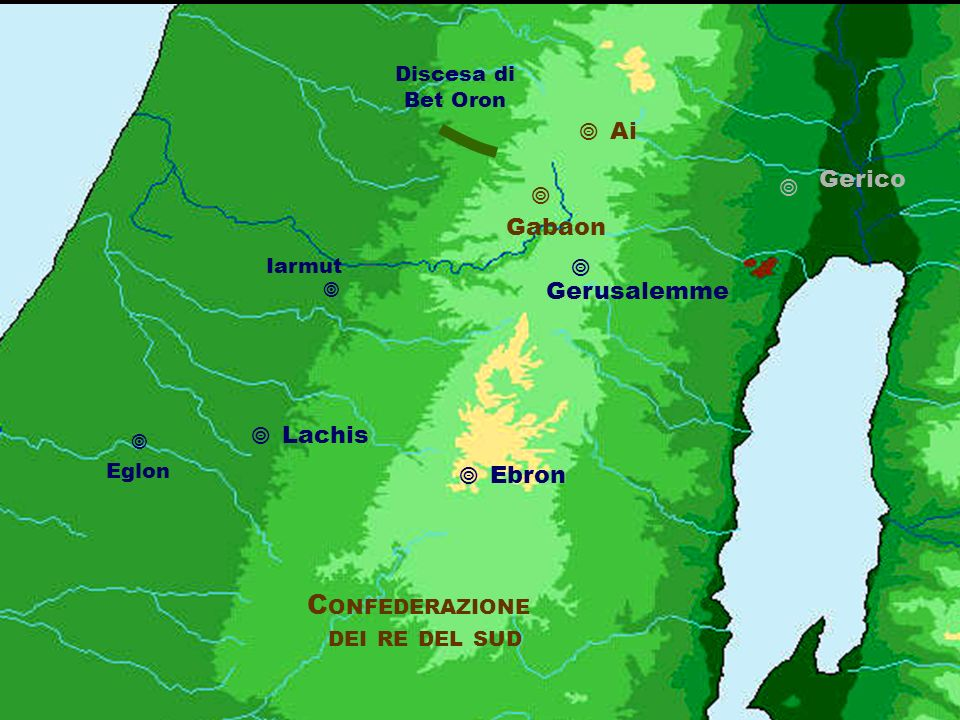 Discesa di
Bet Oron
Ai
Gerico
Gabaon
Iarmut
Gerusalemme
Lachis
Eglon
Ebron
CONFEDERAZIONE
DEI RE DEL SUD